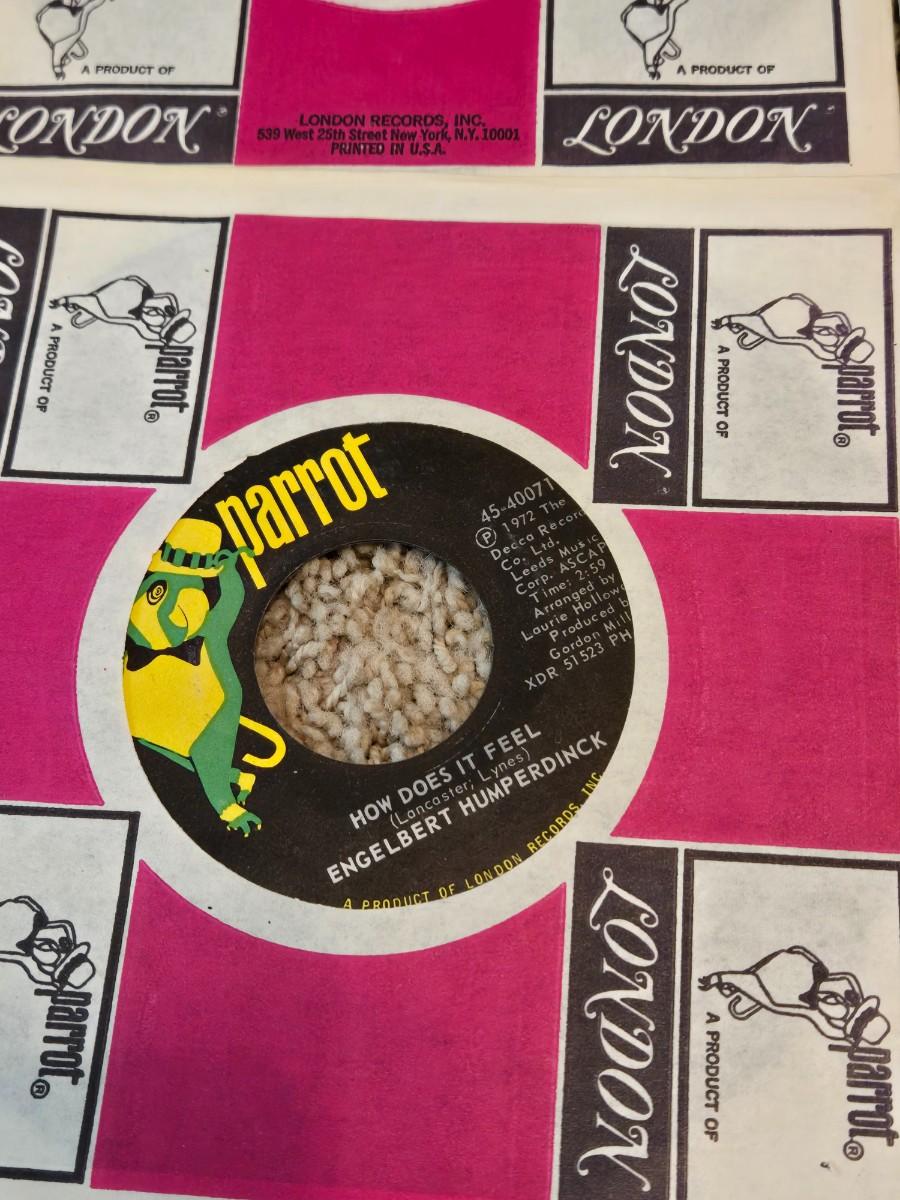 A PRODUCT OF
LONDON®
LONDON RECORDS, INC.
539 West 25th Street New York, N.Y. 10001
PRINTED IN U.S.A.
A PRODUCT OF
LONDON
A PRODUCT OF
parrot®
LONDON
A PRODUCT OF
parrot®
parrot
45-40071
℗ 1972 The
Decca Record
Co. Ltd.
Leeds Music
Corp. ASCAP
Time: 2:59
Arranged by
Laurie
Produced
Gordon
XDR 51523 PH
HOW DOES IT FEEL
(Lancaster; Lynes)
ENGELBERT HUMPERDINCK
A PRODUCT OF LONDON RECORDS, INC.
parrot®
LONDON
A PRODUCT OF
parrot®